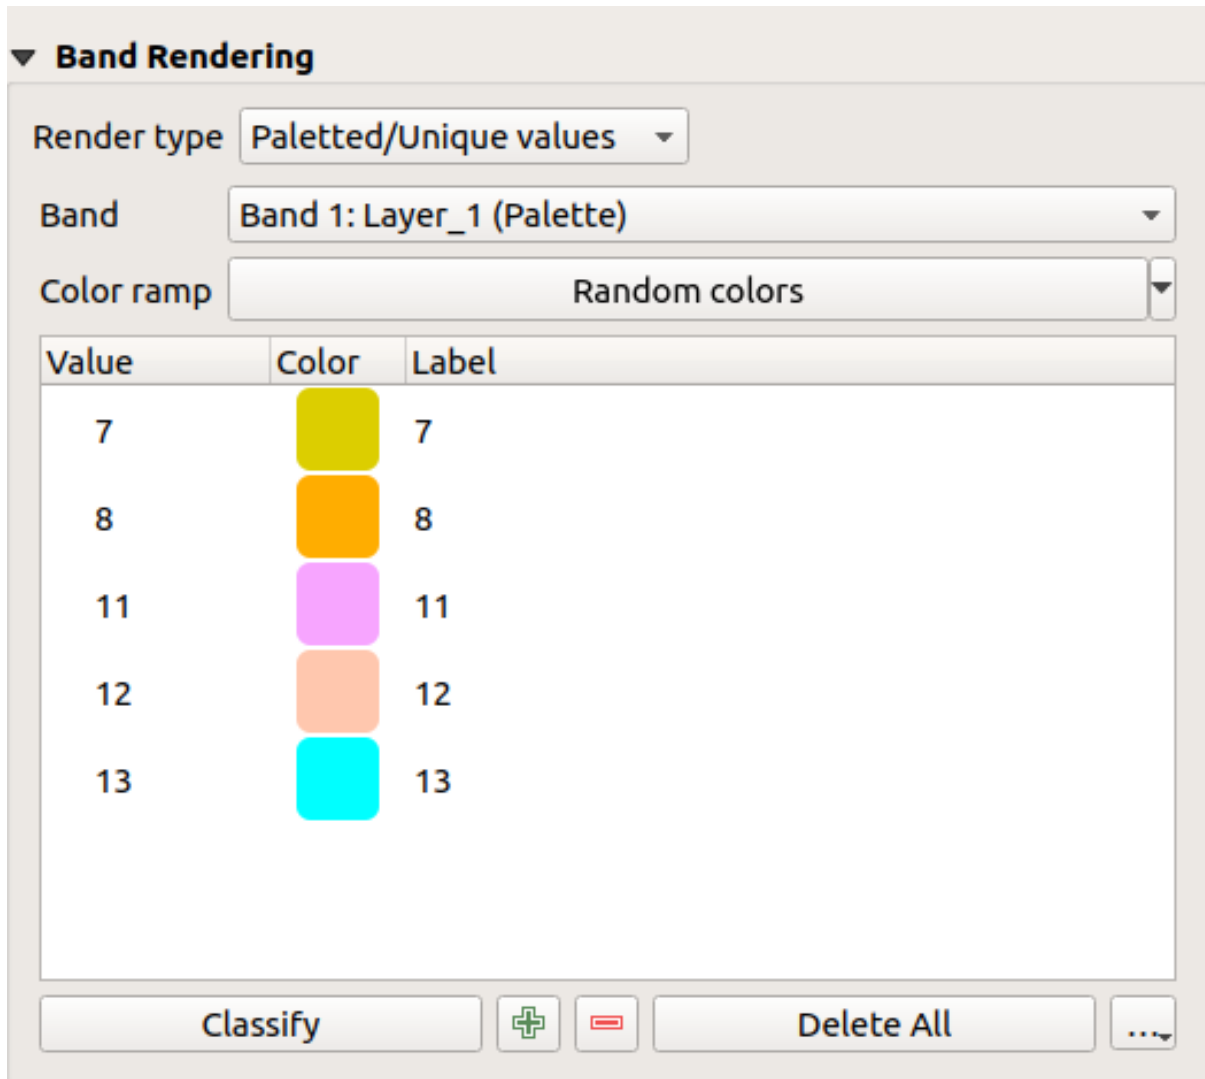 Band Rendering
Render type Paletted/Unique values
Band Band 1: Layer_1 (Palette)
Color ramp Random colors
Value Color Label
7 7
8 8
11 11
12 12
13 13
Classify Delete All ...